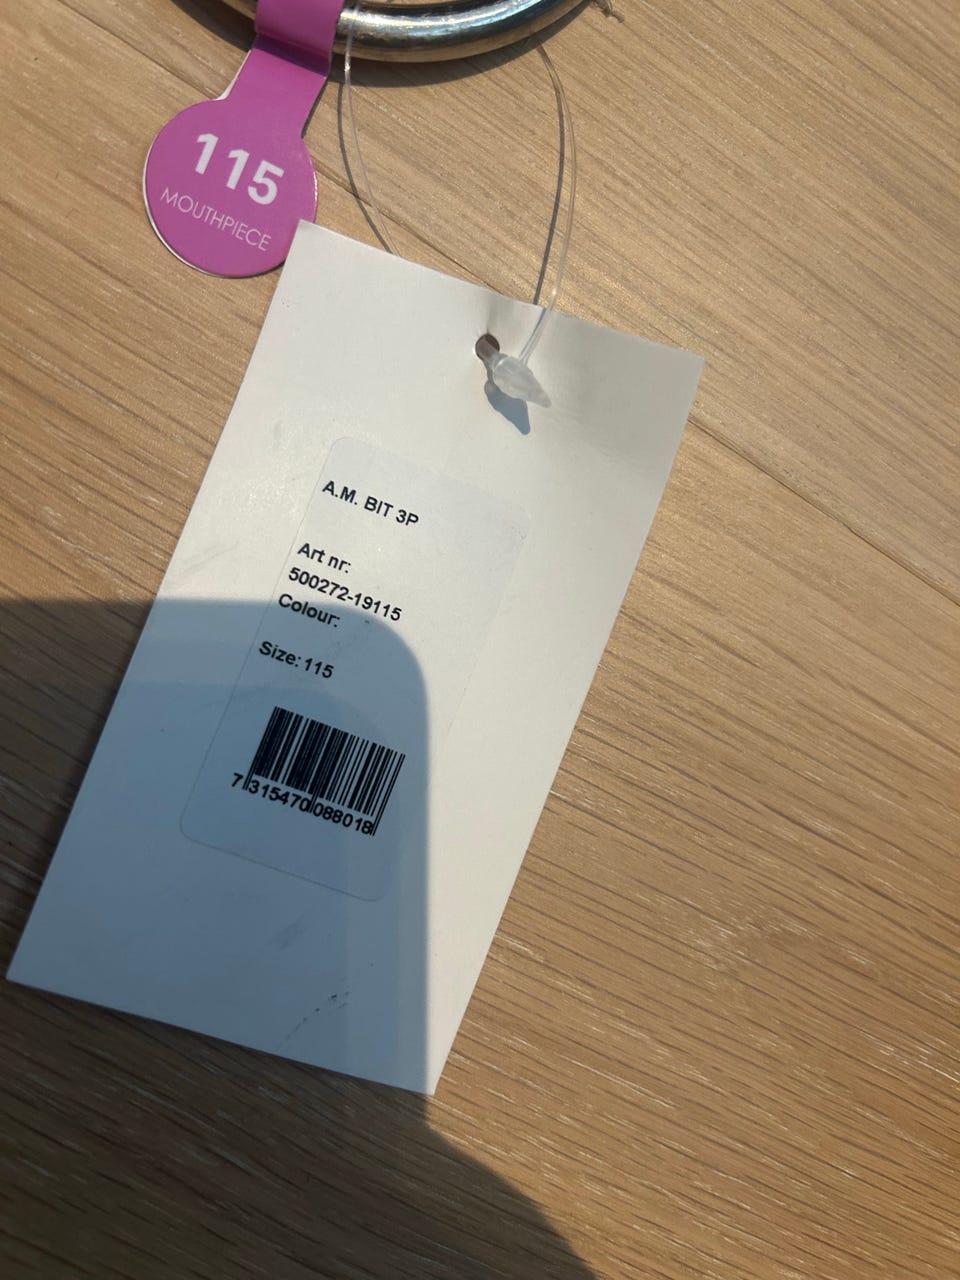 115
MOUTHPIECE
A.M. BIT 3P
Art nr:
500272-19115
Colour:
Size: 115
7 315470 088018